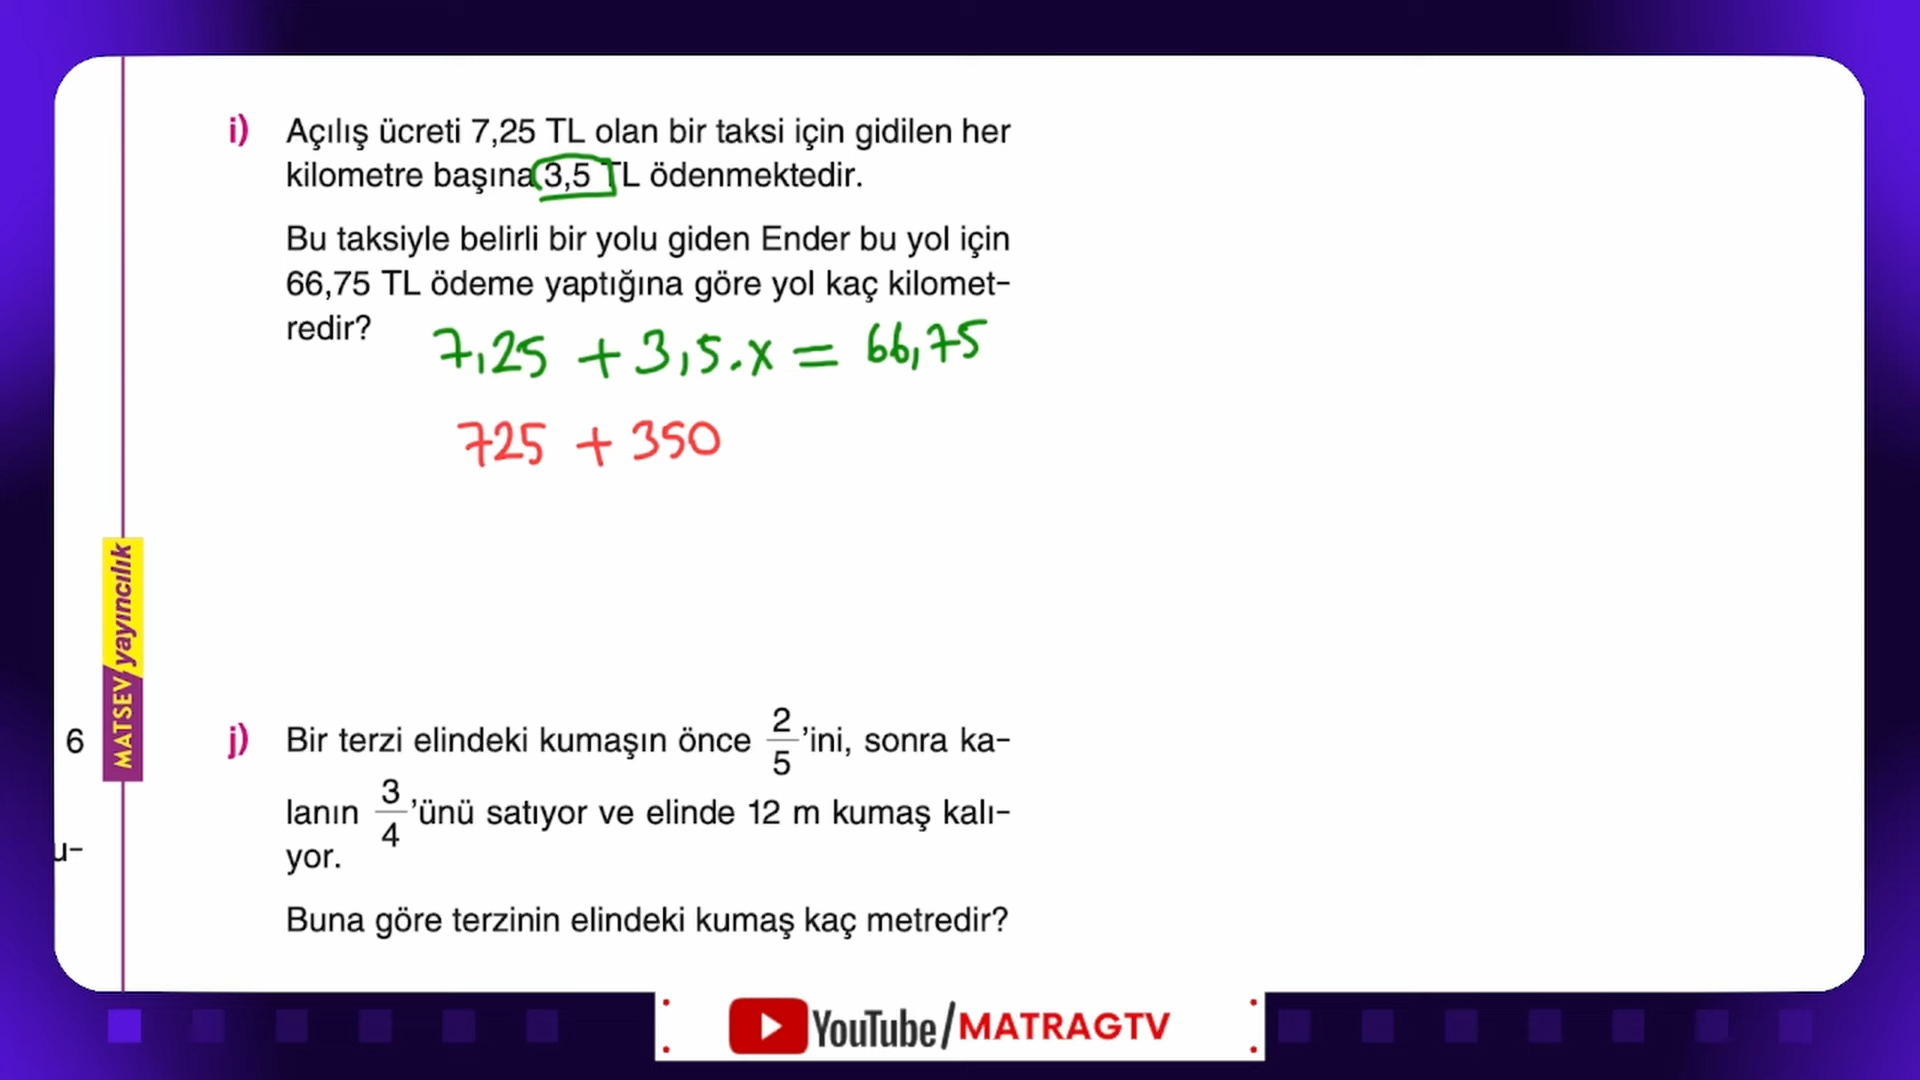 i) Açılış ücreti 7,25 TL olan bir taksi için gidilen her
kilometre başına 3,5 TL ödenmektedir.
Bu taksiyle belirli bir yolu giden Ender bu yol için
66,75 TL ödeme yaptığına göre yol kaç kilomet-
redir?
7,25 + 3,5.x = 66,75
725 + 350
MATSEV yayıncılık
6
u-
j) Bir terzi elindeki kumaşın önce 2/5 'ini, sonra ka-
lanın 3/4 'ünü satıyor ve elinde 12 m kumaş kalı-
yor.
Buna göre terzinin elindeki kumaş kaç metredir?
YouTube/MATRAGTV